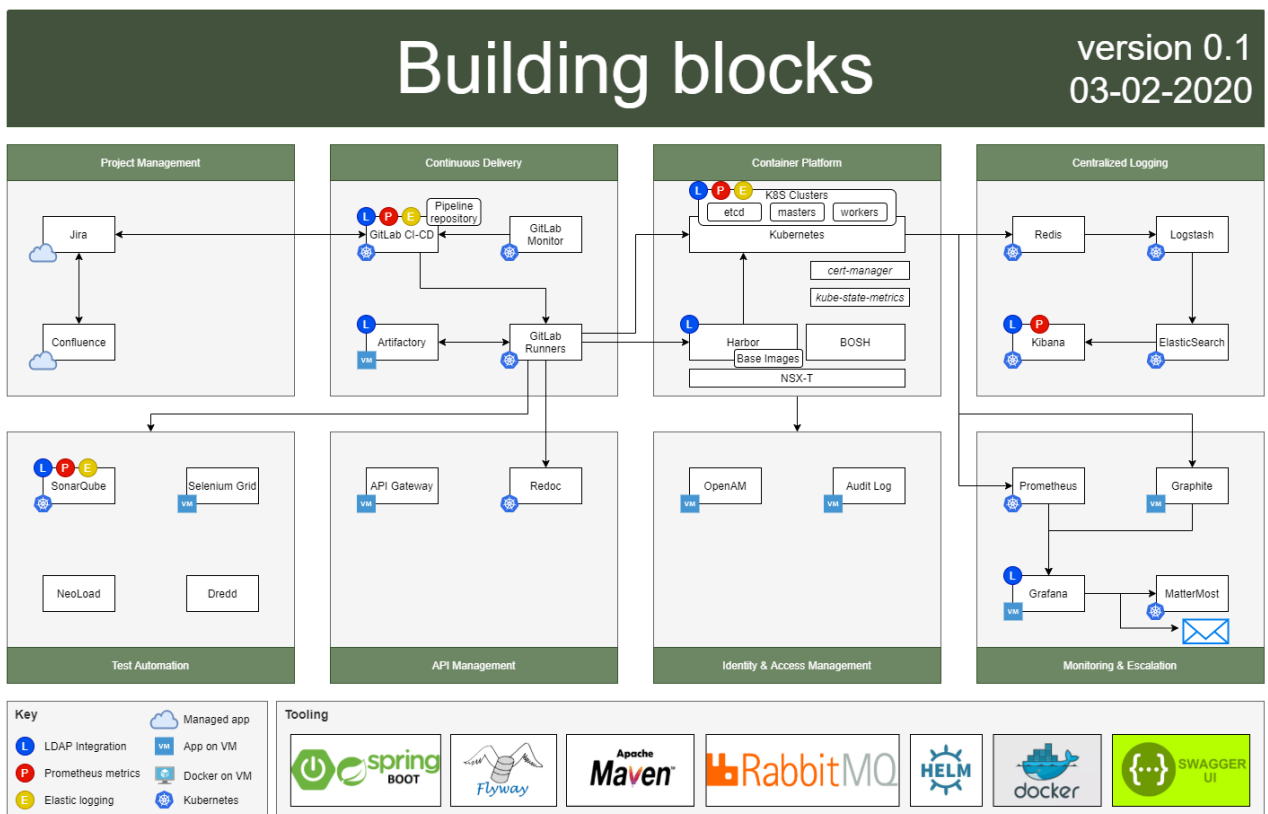 Building blocks
version 0.1
03-02-2020
Project Management
Jira
Confluence
Continuous Delivery
L
P
E
Pipeline
repository
GitLab CI-CD
GitLab
Monitor
L
Artifactory
VM
GitLab
Runners
Container Platform
L
P
E
K8S Clusters
etcd
masters
workers
Kubernetes
cert-manager
kube-state-metrics
L
Harbor
Base Images
BOSH
NSX-T
Centralized Logging
Redis
Logstash
L
P
Kibana
ElasticSearch
L
P
E
SonarQube
Selenium Grid
VM
NeoLoad
Dredd
Test Automation
API Gateway
VM
Redoc
API Management
OpenAM
VM
Audit Log
VM
Identity & Access Management
Prometheus
Graphite
VM
L
Grafana
VM
MatterMost
Monitoring & Escalation
Key
Managed app
L
LDAP Integration
VM
App on VM
P
Prometheus metrics
Docker on VM
E
Elastic logging
Kubernetes
Tooling
spring
BOOT
Flyway
Apache
Maven™
RabbitMQ
HELM
docker
{...}
SWAGGER
UI